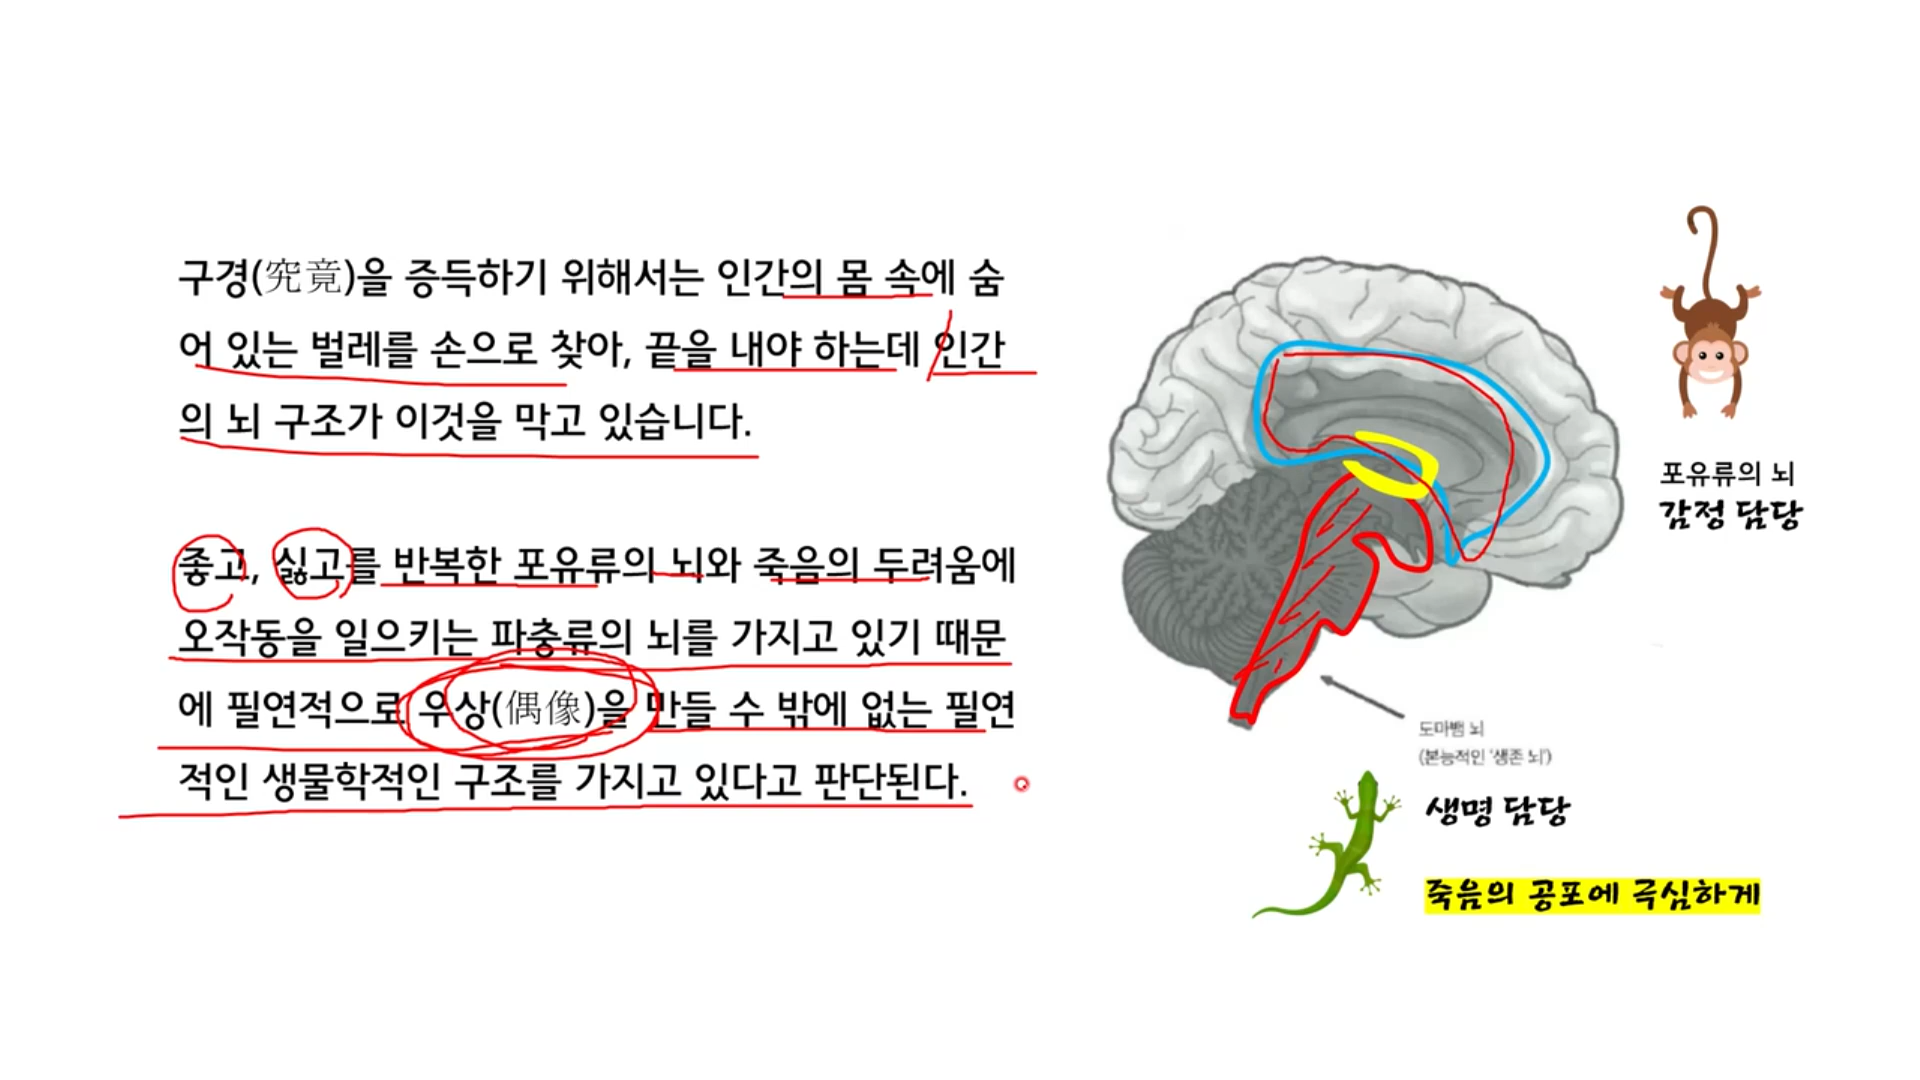 구경(究竟)을 증득하기 위해서는 인간의 몸 속에 숨
어 있는 벌레를 손으로 찾아, 끝을 내야 하는데 인간
의 뇌 구조가 이것을 막고 있습니다.
좋고, 싫고를 반복한 포유류의 뇌와 죽음의 두려움에
오작동을 일으키는 파충류의 뇌를 가지고 있기 때문
에 필연적으로 우상(偶像)을 만들 수 밖에 없는 필연
적인 생물학적인 구조를 가지고 있다고 판단된다.
포유류의 뇌
감정 담당
도마뱀 뇌
(본능적인 '생존 뇌')
생명 담당
죽음의 공포에 극심하게